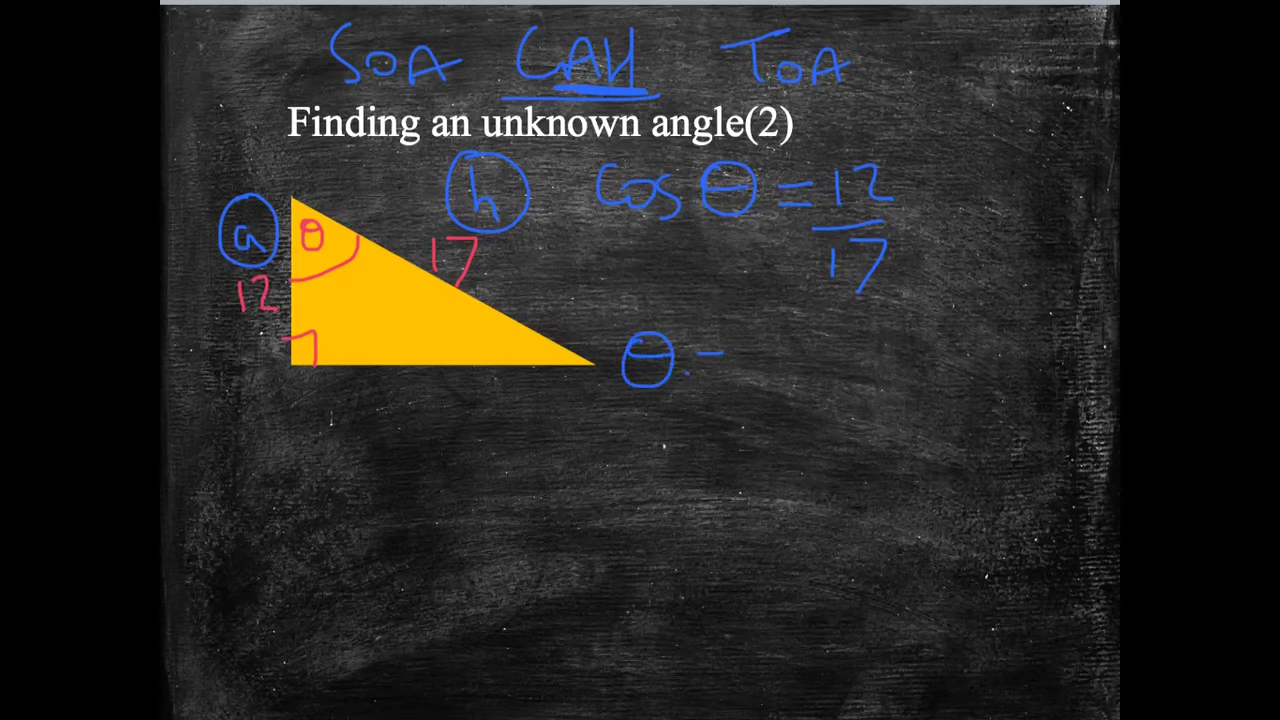 SOA CAH TOA
Finding an unknown angle(2)
h cos θ = 12
17
a θ 17
12
θ =